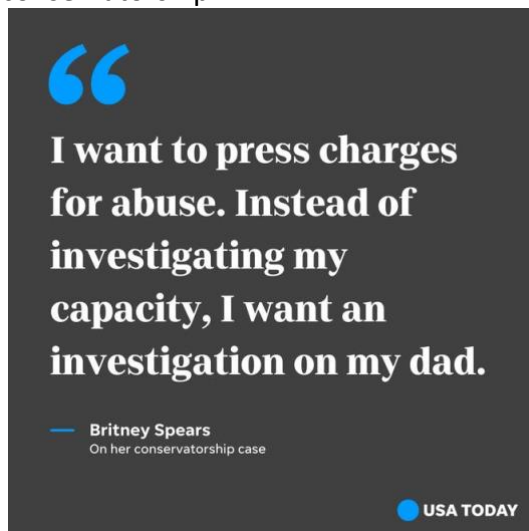 I want to press charges
for abuse. Instead of
investigating my
capacity, I want an
investigation on my dad.
Britney Spears
On her conservatorship case
USA TODAY